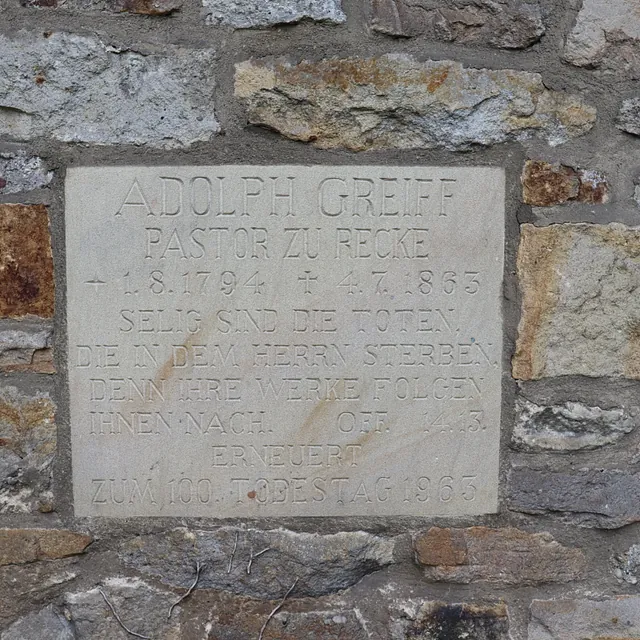 ADOLPH GREIFF
PASTOR ZU RECKE
+ 1.8.1794 ✝ 4.7.1863
SELIG SIND DIE TOTEN,
DIE IN DEM HERRN STERBEN
DENN IHRE WERKE FOLGEN
IHNEN NACH. OFF. 14.13.
ERNEUERT
ZUM 100. TODESTAG 1963